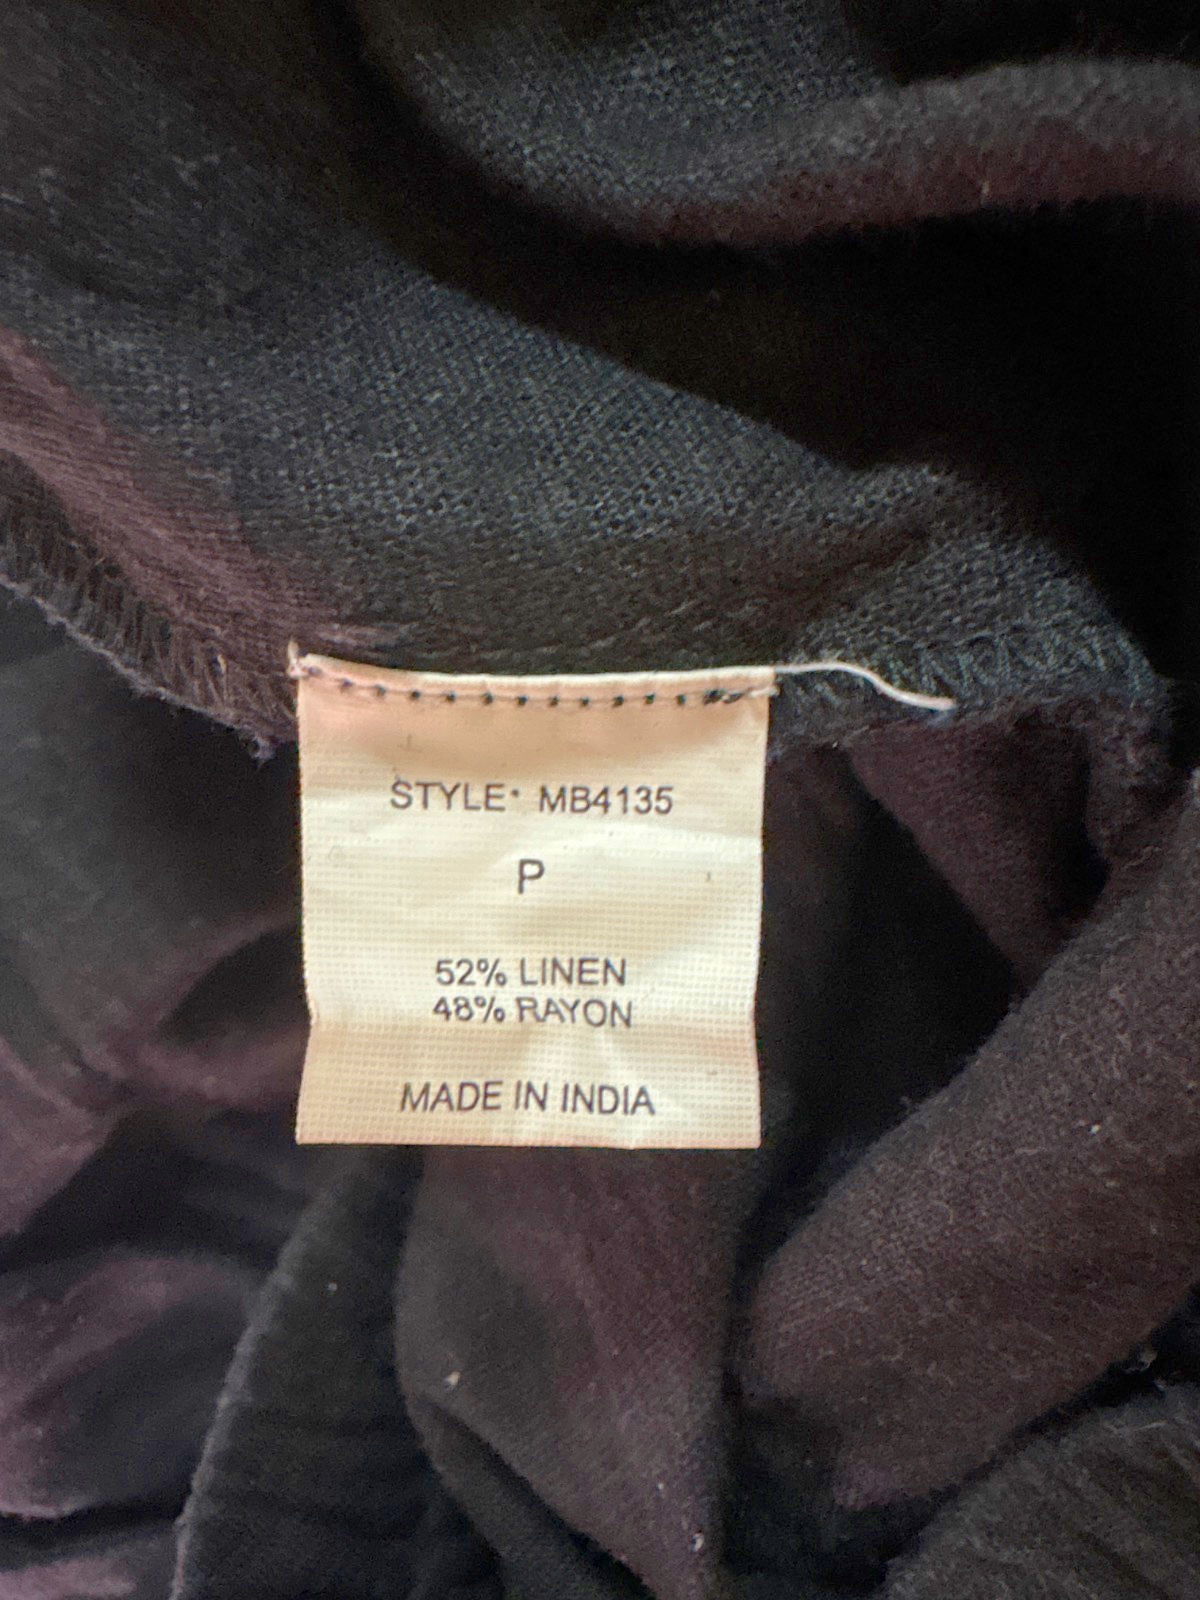 STYLE: MB4135
P
52% LINEN
48% RAYON
MADE IN INDIA